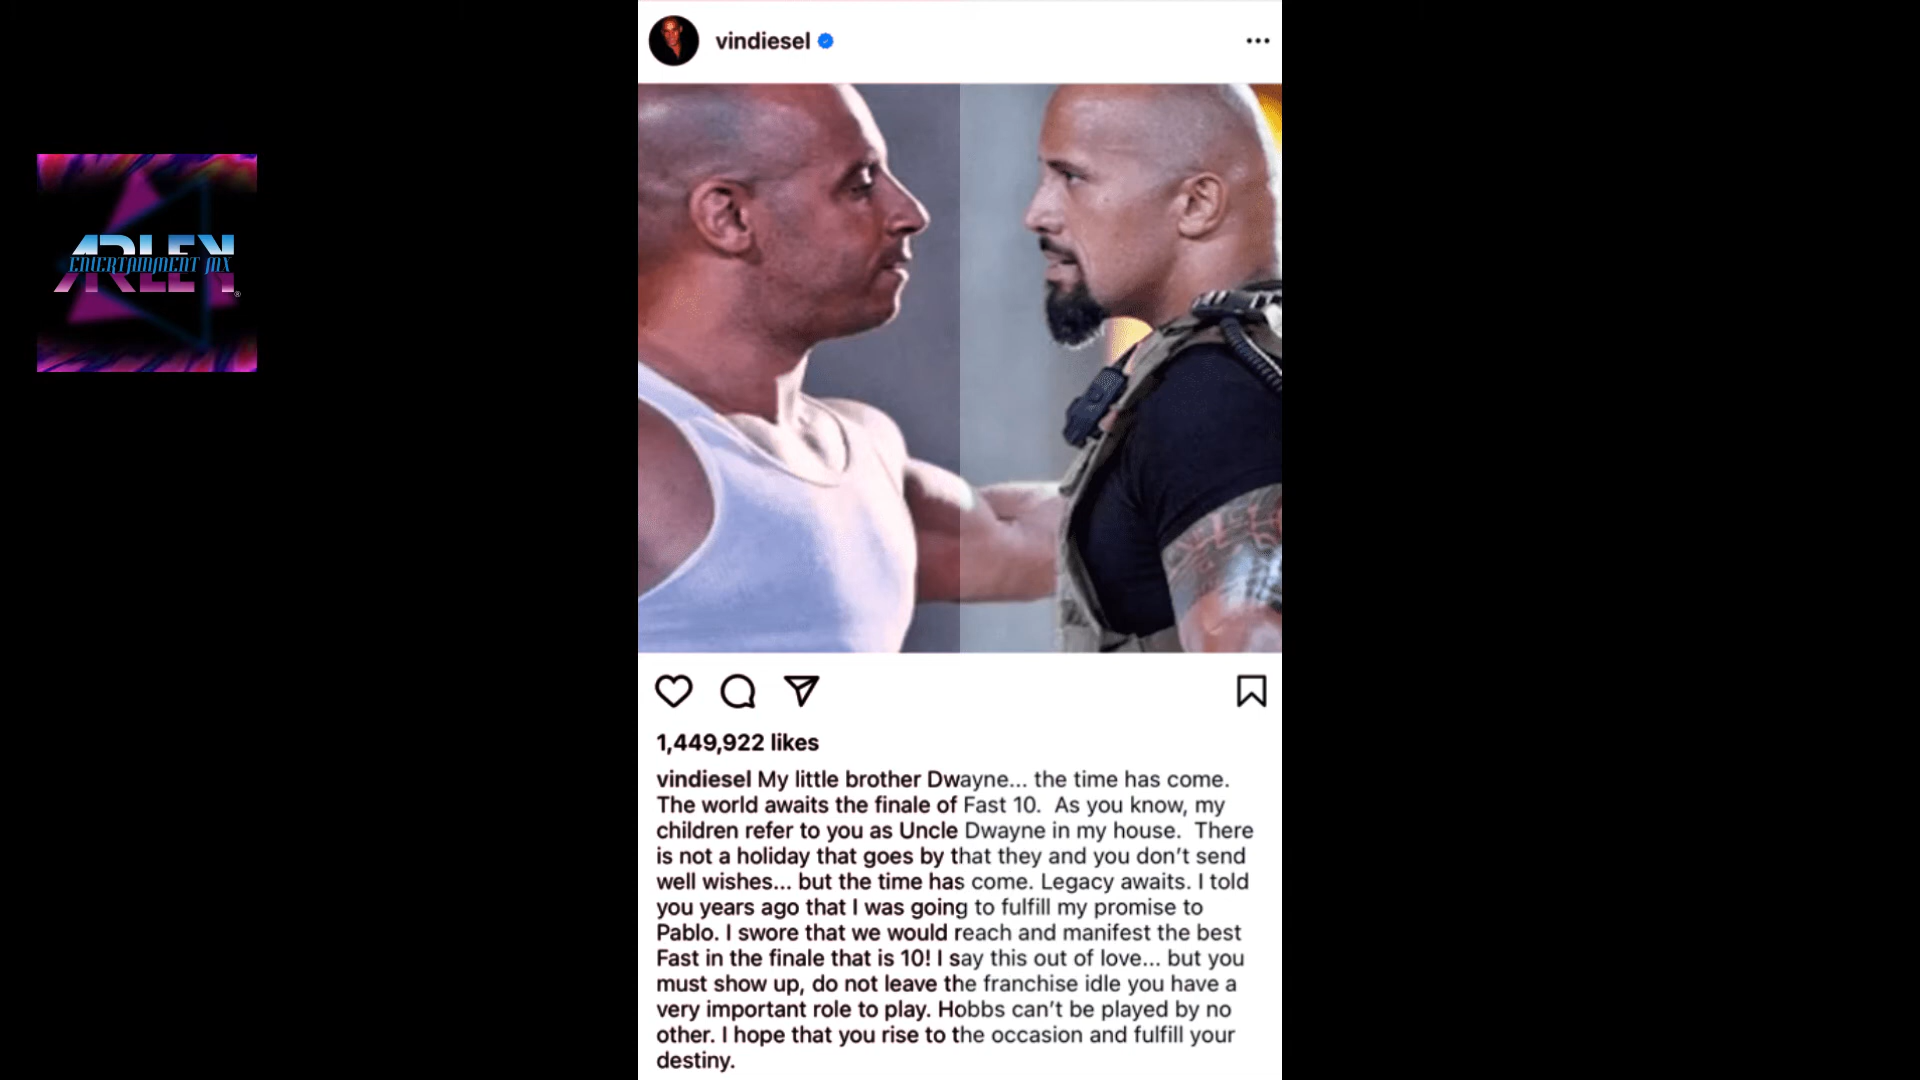 vindiesel
ARLEY
ENTERTAINMENT MX
®
1,449,922 likes
vindiesel My little brother Dwayne... the time has come.
The world awaits the finale of Fast 10.  As you know, my
children refer to you as Uncle Dwayne in my house.  There
is not a holiday that goes by that they and you don’t send
well wishes... but the time has come. Legacy awaits. I told
you years ago that I was going to fulfill my promise to
Pablo. I swore that we would reach and manifest the best
Fast in the finale that is 10! I say this out of love... but you
must show up, do not leave the franchise idle you have a
very important role to play. Hobbs can’t be played by no
other. I hope that you rise to the occasion and fulfill your
destiny.